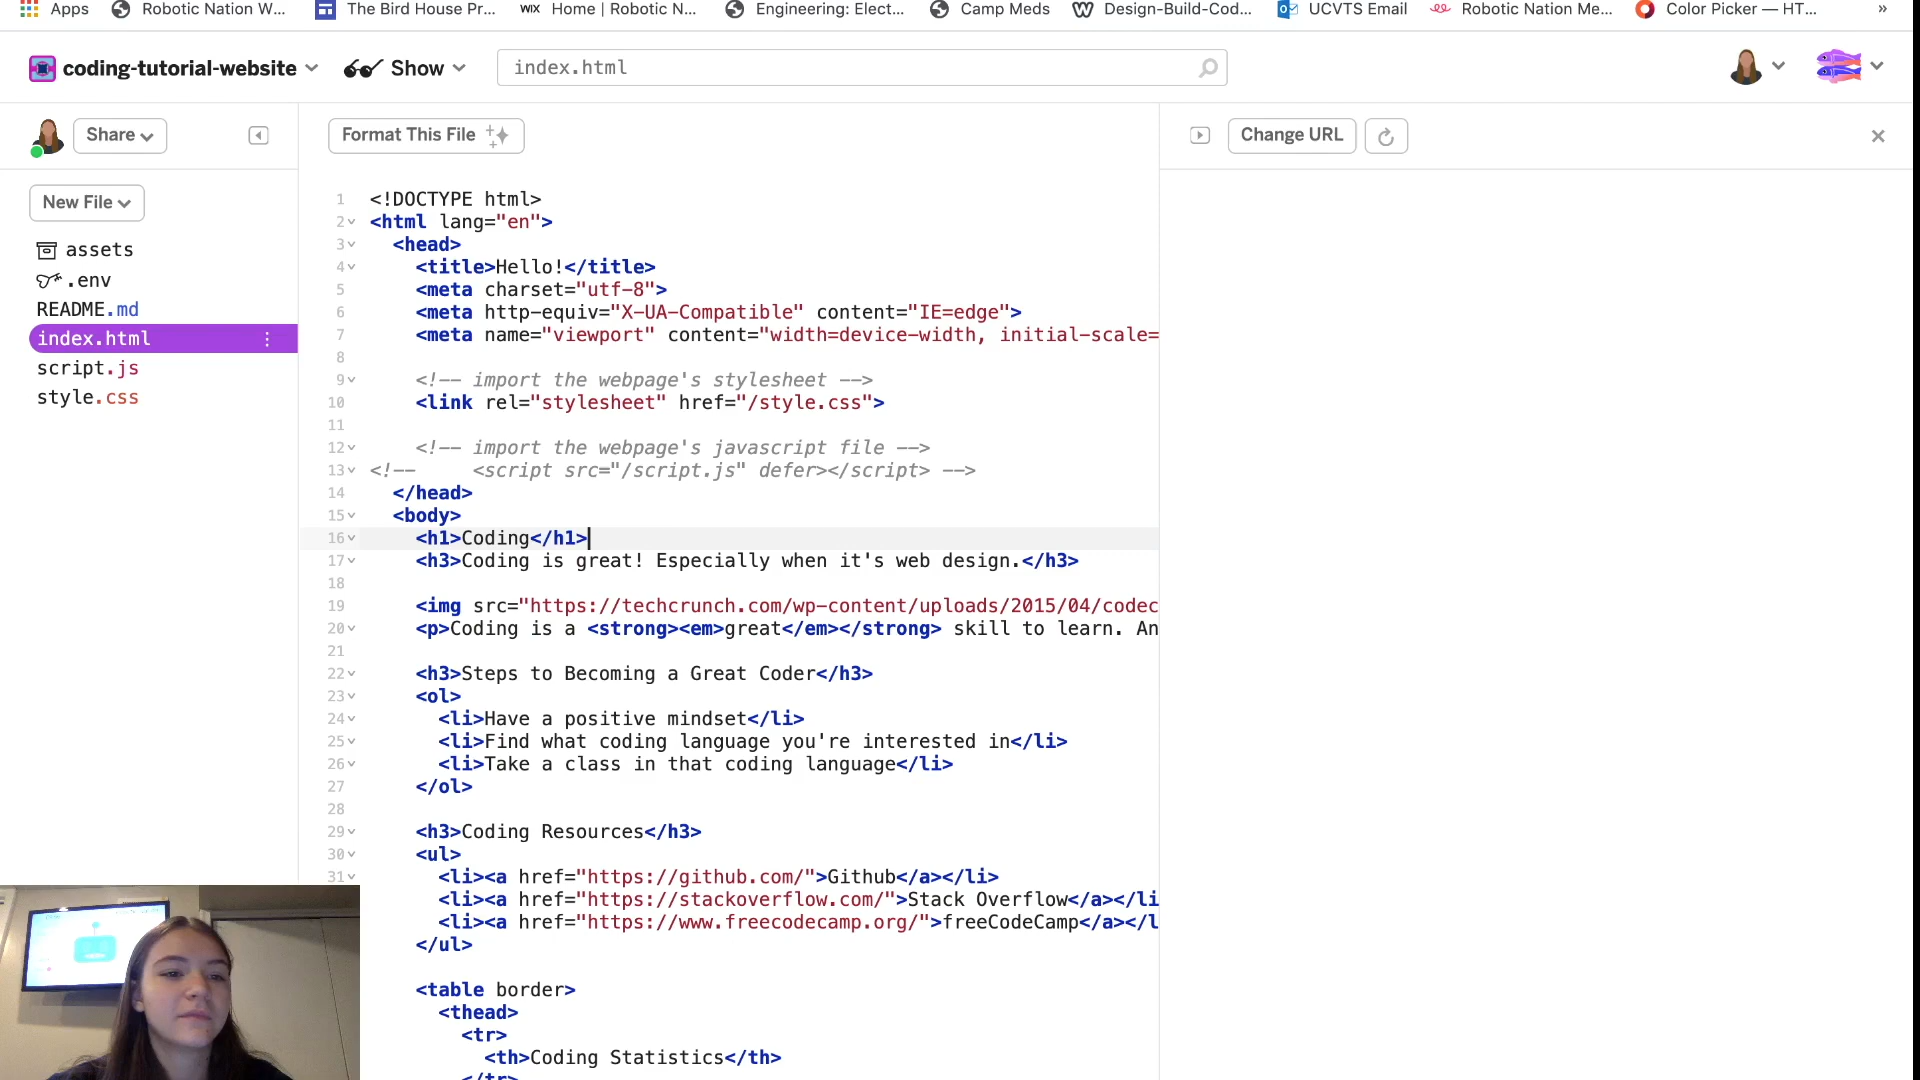 Apps Robotic Nation W... The Bird House Pr... WIX Home | Robotic N... Engineering: Elect... Camp Meds Design-Build-Cod... UCVTS Email Robotic Nation Me... Color Picker — HT... »
coding-tutorial-website Show index.html
Share Format This File Change URL
New File
assets
.env
README.md
index.html
script.js
style.css
1 <!DOCTYPE html>
2 <html lang="en">
3 <head>
4 <title>Hello!</title>
5 <meta charset="utf-8">
6 <meta http-equiv="X-UA-Compatible" content="IE=edge">
7 <meta name="viewport" content="width=device-width, initial-scale=
8
9 <!-- import the webpage's stylesheet -->
10 <link rel="stylesheet" href="/style.css">
11
12 <!-- import the webpage's javascript file -->
13 <!-- <script src="/script.js" defer></script> -->
14 </head>
15 <body>
16 <h1>Coding</h1>
17 <h3>Coding is great! Especially when it's web design.</h3>
18
19 <img src="https://techcrunch.com/wp-content/uploads/2015/04/codec
20 <p>Coding is a <strong><em>great</em></strong> skill to learn. An
21
22 <h3>Steps to Becoming a Great Coder</h3>
23 <ol>
24 <li>Have a positive mindset</li>
25 <li>Find what coding language you're interested in</li>
26 <li>Take a class in that coding language</li>
27 </ol>
28
29 <h3>Coding Resources</h3>
30 <ul>
31 <li><a href="https://github.com/">Github</a></li>
<li><a href="https://stackoverflow.com/">Stack Overflow</a></li
<li><a href="https://www.freecodecamp.org/">freeCodeCamp</a></l
</ul>
<table border>
<thead>
<tr>
<th>Coding Statistics</th>
</tr>